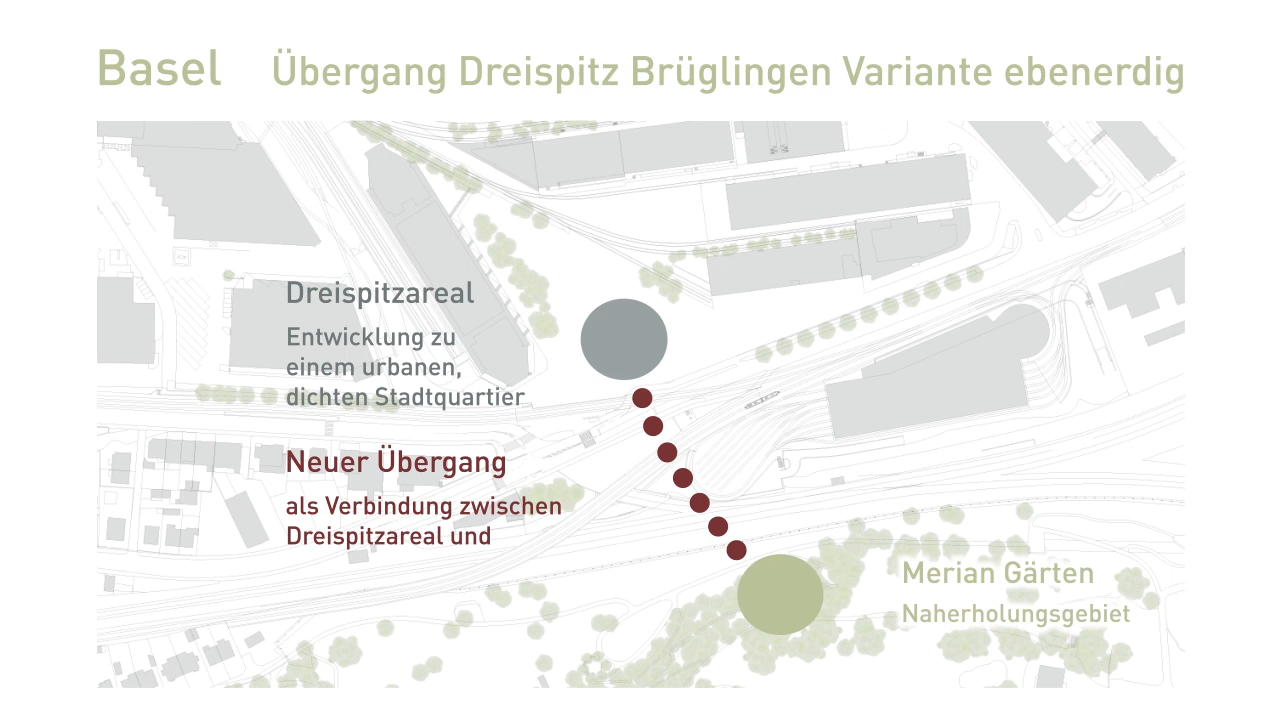 Basel Übergang Dreispitz Brüglingen Variante ebenerdig
Dreispitzareal
Entwicklung zu
einem urbanen,
dichten Stadtquartier
Neuer Übergang
als Verbindung zwischen
Dreispitzareal und
Merian Gärten
Naherholungsgebiet